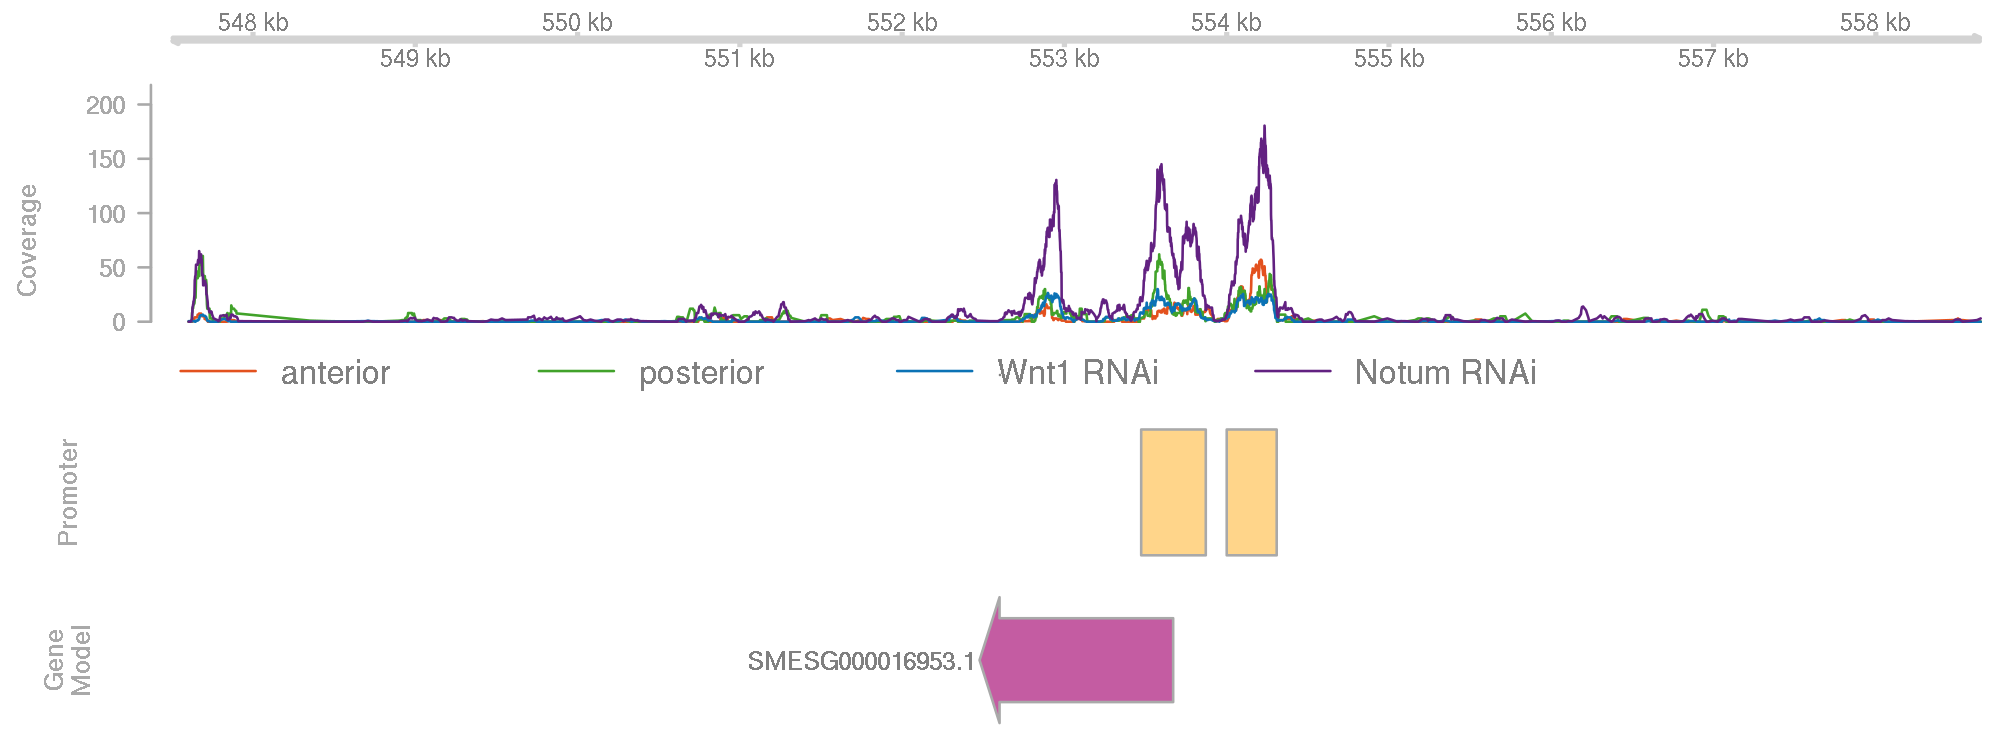 548 kb 550 kb 552 kb 554 kb 556 kb 558 kb
549 kb 551 kb 553 kb 555 kb 557 kb
Coverage
200
150
100
50
0
anterior posterior Wnt1 RNAi Notum RNAi
Promoter
Gene
Model
SMESG000016953.1